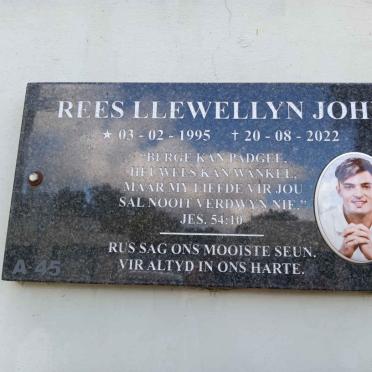 REES LLEWELLYN JOH
★ 03 - 02 - 1995 † 20 - 08 - 2022
"BERGE KAN PADGEE,
HEUWELS KAN WANKEL,
MAAR MY LIEFDE VIR JOU
SAL NOOIT VERDWYN NIE."
JES. 54:10
RUS SAG ONS MOOISTE SEUN.
VIR ALTYD IN ONS HARTE.
A-45